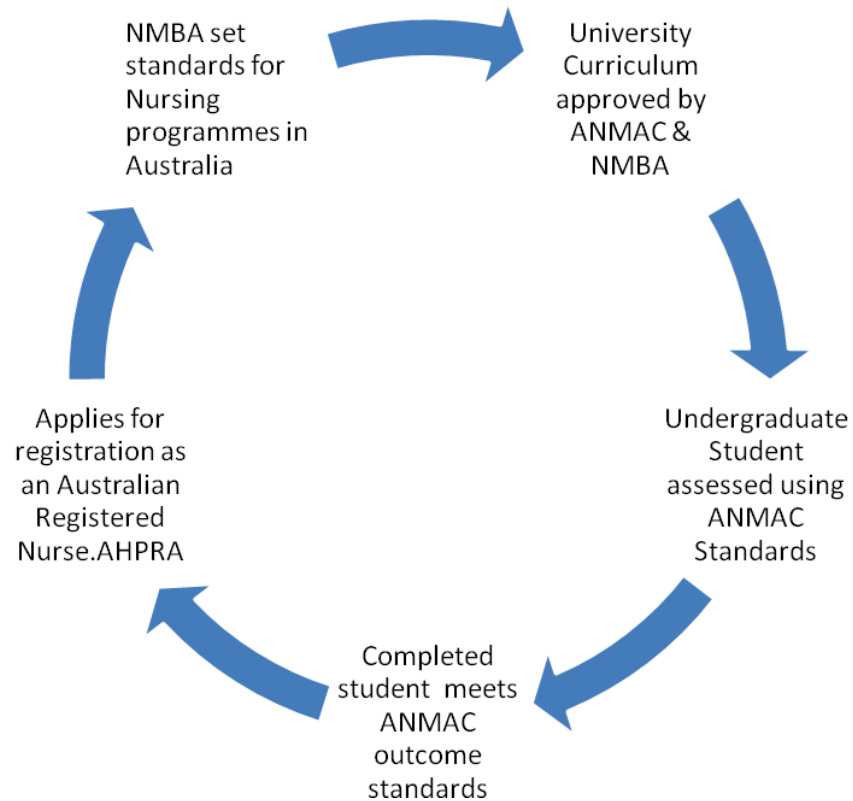 NMBA set
standards for
Nursing
programmes in
Australia
University
Curriculum
approved by
ANMAC &
NMBA
Undergraduate
Student
assessed using
ANMAC
Standards
Completed
student meets
ANMAC
outcome
standards
Applies for
registration as
an Australian
Registered
Nurse.AHPRA